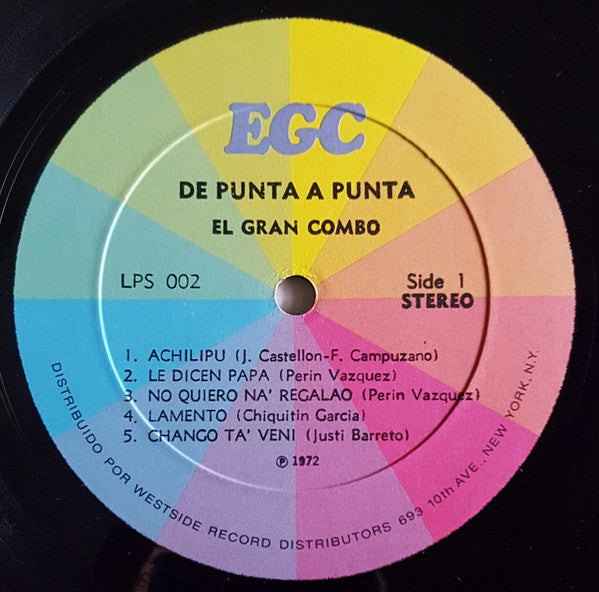 EGC
DE PUNTA A PUNTA
EL GRAN COMBO
LPS 002
Side 1
STEREO
1. ACHILIPU (J. Castellon-F. Campuzano)
2. LE DICEN PAPA (Perin Vazquez)
3. NO QUIERO NA' REGALAO (Perin Vazquez)
4. LAMENTO (Chiquitin Garcia)
5. CHANGO TA' VENI (Justi Barreto)
℗ 1972
DISTRIBUIDO POR WESTSIDE RECORD DISTRIBUTORS 693 10th AVE., NEW YORK, N.Y.